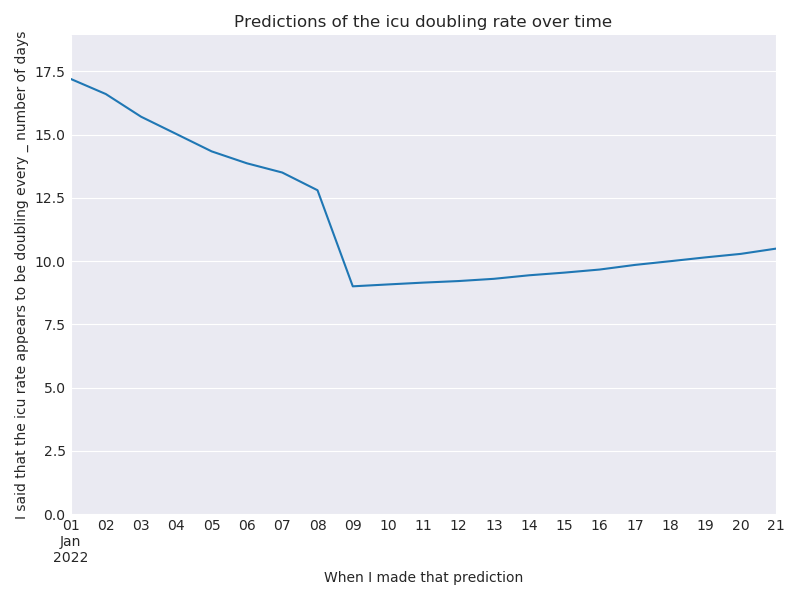 Predictions of the icu doubling rate over time
I said that the icu rate appears to be doubling every _ number of days
17.5
15.0
12.5
10.0
7.5
5.0
2.5
0.0
01 02 03 04 05 06 07 08 09 10 11 12 13 14 15 16 17 18 19 20 21
Jan
2022
When I made that prediction